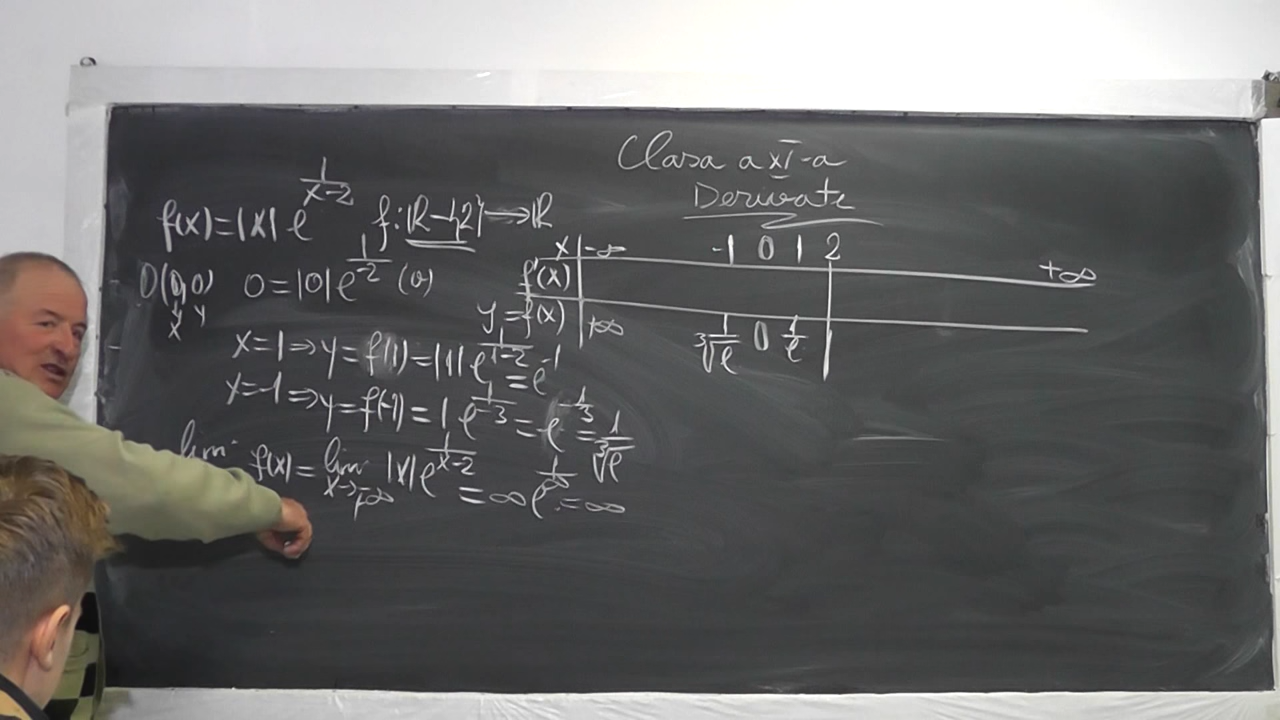 Clasa a XI-a
Derivate
f(x)=|x| e^{1/(x-2)} f: ℝ-{2}→ℝ
O(0,0) 0=|0|e^{1/-2} (0)
x y
x=1⇒y=f(1)=|1|e^{1/(1-2)}=e^{-1}
x=-1⇒y=f(-1)=1 e^{1/-3}=e^{-1/3}=1/∛e
lim f(x)=lim_{x→-∞} |x|e^{1/(x-2)}=∞ e^{1/-∞}=∞
x -∞ -1 0 1 2 +∞
f'(x)
y=f(x) +∞ 1/∛e 0 1/e